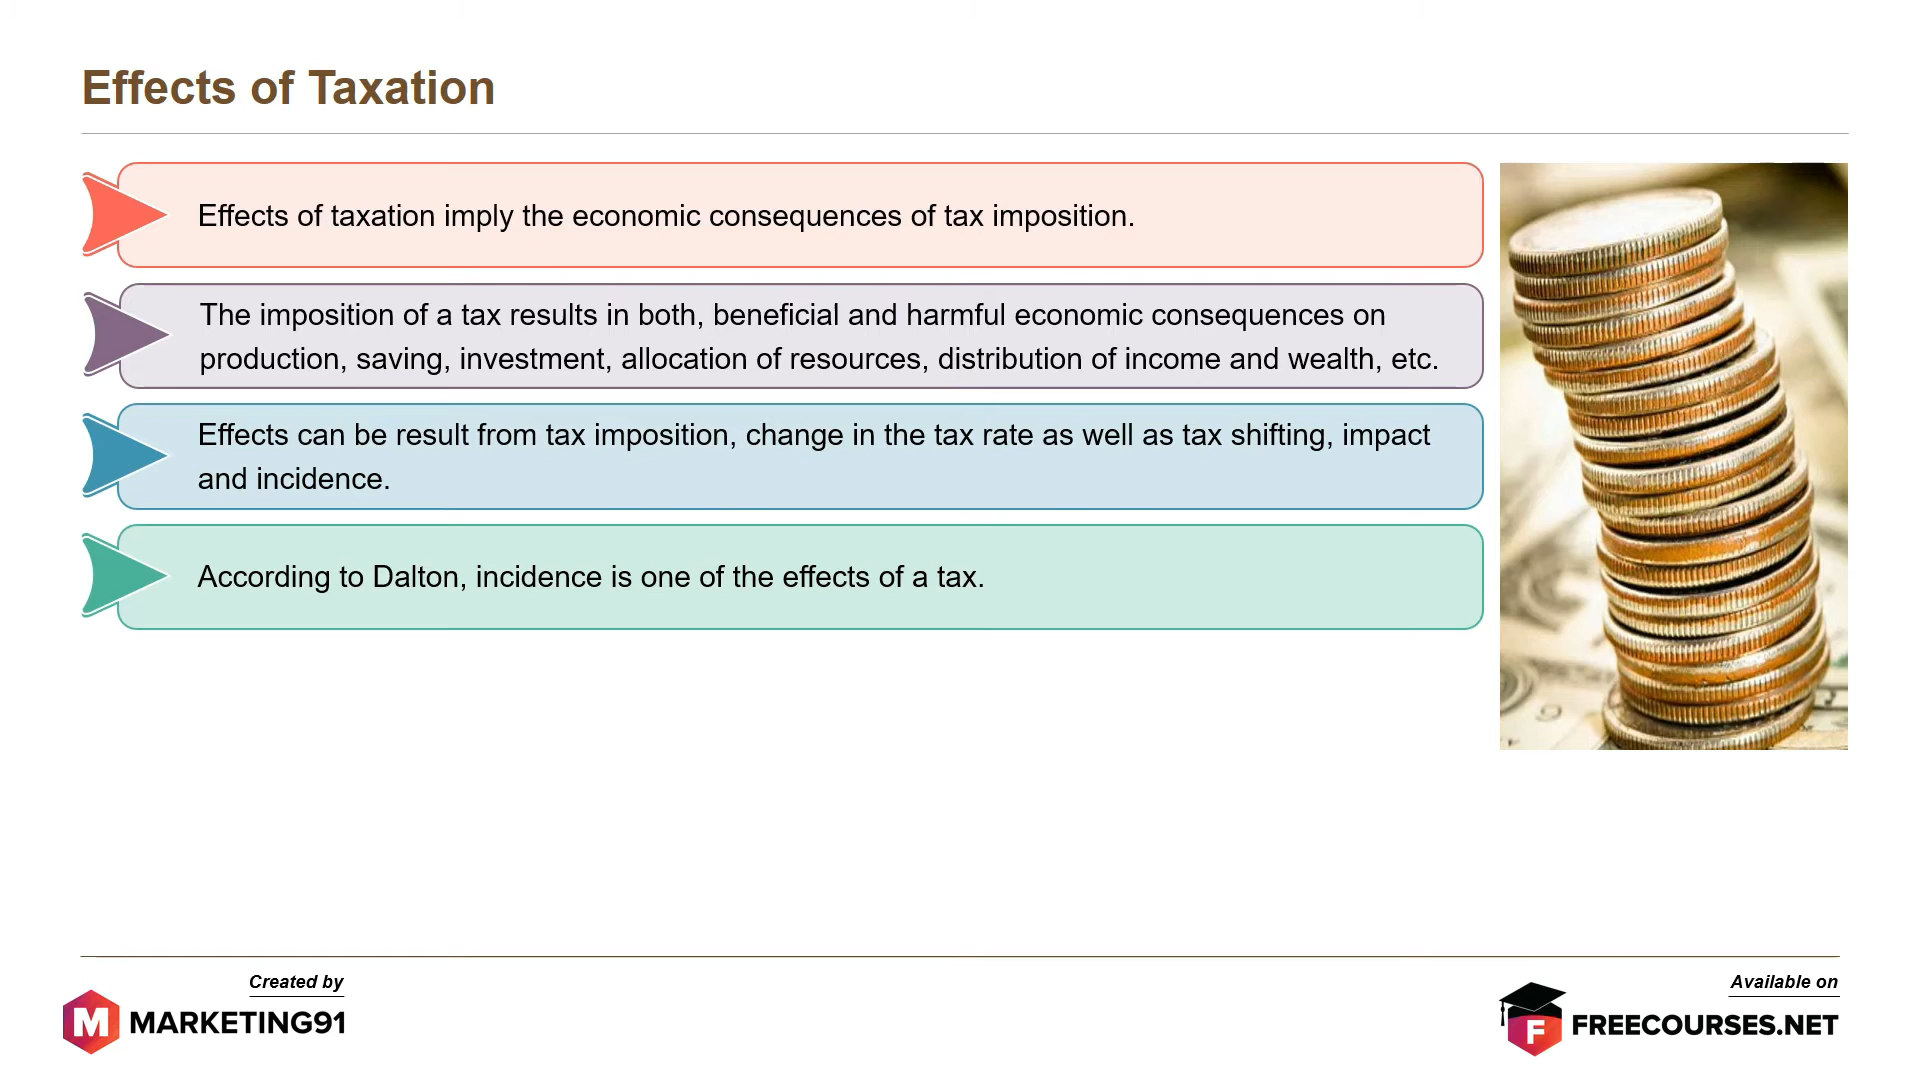 Effects of Taxation
Effects of taxation imply the economic consequences of tax imposition.
The imposition of a tax results in both, beneficial and harmful economic consequences on
production, saving, investment, allocation of resources, distribution of income and wealth, etc.
Effects can be result from tax imposition, change in the tax rate as well as tax shifting, impact
and incidence.
According to Dalton, incidence is one of the effects of a tax.
Created by
M MARKETING91
Available on
F FREECOURSES.NET